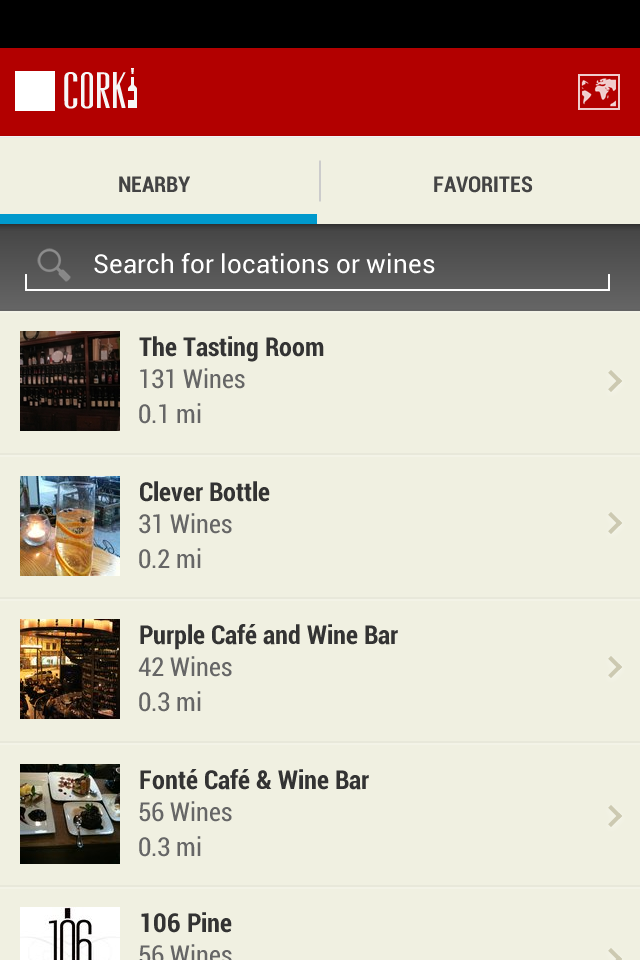 CORK
NEARBY
FAVORITES
Search for locations or wines
The Tasting Room
131 Wines
0.1 mi
Clever Bottle
31 Wines
0.2 mi
Purple Café and Wine Bar
42 Wines
0.3 mi
Fonté Café & Wine Bar
56 Wines
0.3 mi
106
106 Pine
56 Wines